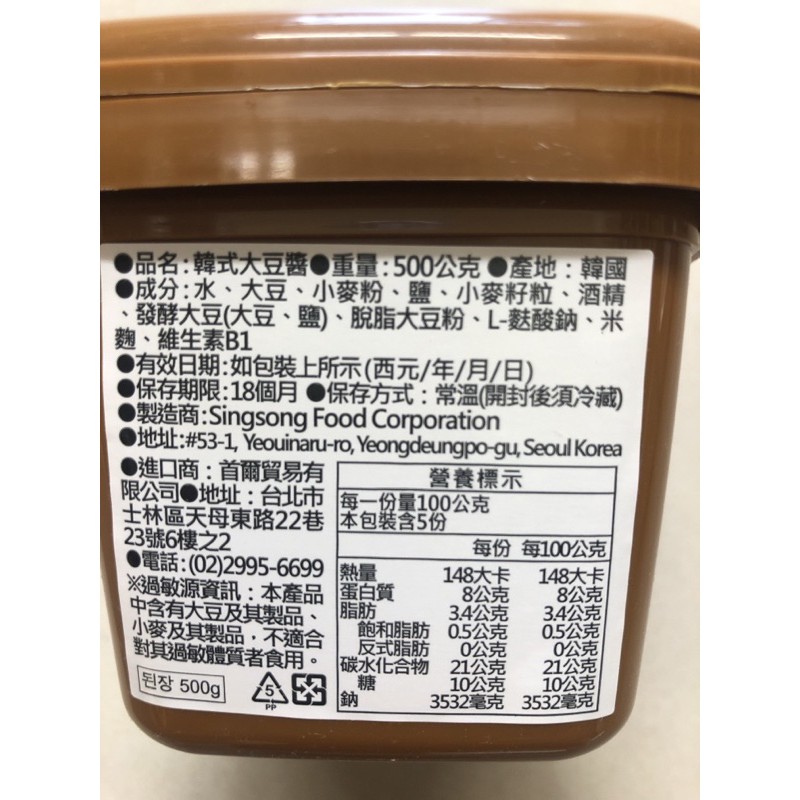 ●品名:韓式大豆醬●重量:500公克 ●產地:韓國
●成分:水、大豆、小麥粉、鹽、小麥籽粒、酒精
、發酵大豆(大豆、鹽)、脫脂大豆粉、L-麩酸鈉、米
麴、維生素B1
●有效日期:如包裝上所示(西元/年/月/日)
●保存期限:18個月 ●保存方式:常溫(開封後須冷藏)
●製造商:Singsong Food Corporation
●地址:#53-1, Yeouinaru-ro, Yeongdeungpo-gu, Seoul Korea
●進口商:首爾貿易有
限公司●地址:台北市
士林區天母東路22巷
23號6樓之2
●電話:(02)2995-6699
※過敏源資訊:本產品
中含有大豆及其製品、
小麥及其製品,不適合
對其過敏體質者食用。
된장 500g
5
PP
營養標示
每一份量100公克
本包裝含5份
每份 每100公克
熱量 148大卡 148大卡
蛋白質 8公克 8公克
脂肪 3.4公克 3.4公克
飽和脂肪 0.5公克 0.5公克
反式脂肪 0公克 0公克
碳水化合物 21公克 21公克
糖 10公克 10公克
鈉 3532毫克 3532毫克